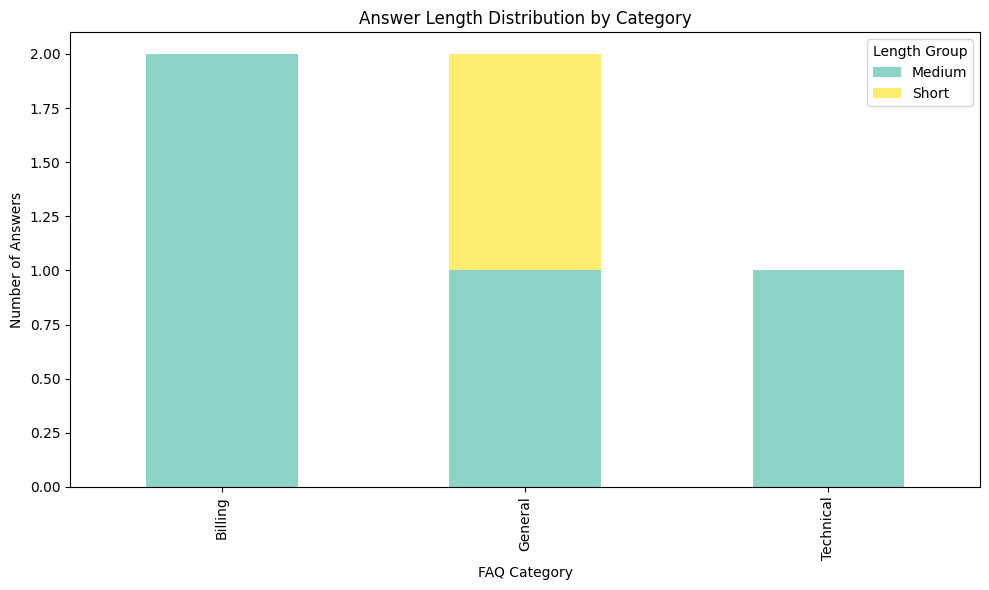 Answer Length Distribution by Category
Length Group
Medium
Short
Number of Answers
2.00
1.75
1.50
1.25
1.00
0.75
0.50
0.25
0.00
Billing
General
Technical
FAQ Category